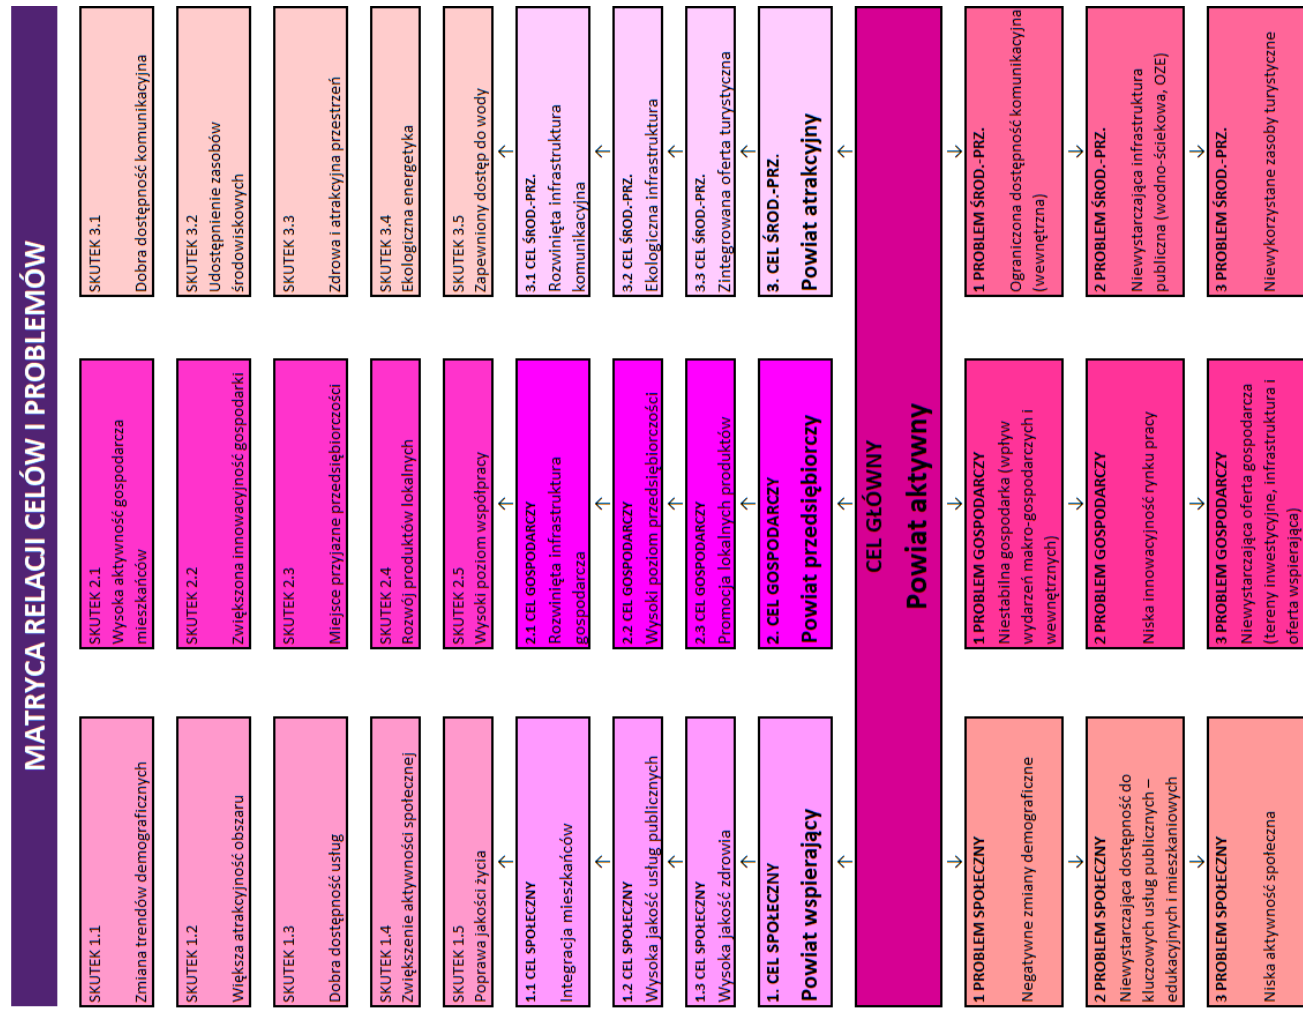 MATRYCA RELACJI CELÓW I PROBLEMÓW
SKUTEK 1.1
Zmiana trendów demograficznych
SKUTEK 2.1
Wysoka aktywność gospodarcza
mieszkańców
SKUTEK 3.1
Dobra dostępność komunikacyjna
SKUTEK 1.2
Większa atrakcyjność obszaru
SKUTEK 2.2
Zwiększona innowacyjność gospodarki
SKUTEK 3.2
Udostępnienie zasobów
środowiskowych
SKUTEK 1.3
Dobra dostępność usług
SKUTEK 2.3
Miejsce przyjazne przedsiębiorczości
SKUTEK 3.3
Zdrowa i atrakcyjna przestrzeń
SKUTEK 1.4
Zwiększenie aktywności społecznej
SKUTEK 2.4
Rozwój produktów lokalnych
SKUTEK 3.4
Ekologiczna energetyka
SKUTEK 1.5
Poprawa jakości życia
SKUTEK 2.5
Wysoki poziom współpracy
SKUTEK 3.5
Zapewniony dostęp do wody
1.1 CEL SPOŁECZNY
Integracja mieszkańców
2.1 CEL GOSPODARCZY
Rozwinięta infrastruktura
gospodarcza
3.1 CEL ŚROD.-PRZ.
Rozwinięta infrastruktura
komunikacyjna
1.2 CEL SPOŁECZNY
Wysoka jakość usług publicznych
2.2 CEL GOSPODARCZY
Wysoki poziom przedsiębiorczości
3.2 CEL ŚROD.-PRZ.
Ekologiczna infrastruktura
1.3 CEL SPOŁECZNY
Wysoka jakość zdrowia
2.3 CEL GOSPODARCZY
Promocja lokalnych produktów
3.3 CEL ŚROD.-PRZ.
Zintegrowana oferta turystyczna
1. CEL SPOŁECZNY
Powiat wspierający
2. CEL GOSPODARCZY
Powiat przedsiębiorczy
3. CEL ŚROD.-PRZ.
Powiat atrakcyjny
CEL GŁÓWNY
Powiat aktywny
1 PROBLEM SPOŁECZNY
Negatywne zmiany demograficzne
1 PROBLEM GOSPODARCZY
Niestabilna gospodarka (wpływ
wydarzeń makro-gospodarczych i
wewnętrznych)
1 PROBLEM ŚROD.-PRZ.
Ograniczona dostępność komunikacyjna
(wewnętrzna)
2 PROBLEM SPOŁECZNY
Niewystarczająca dostępność do
kluczowych usług publicznych –
edukacyjnych i mieszkaniowych
2 PROBLEM GOSPODARCZY
Niska innowacyjność rynku pracy
2 PROBLEM ŚROD.-PRZ.
Niewystarczająca infrastruktura
publiczna (wodno-ściekowa, OZE)
3 PROBLEM SPOŁECZNY
Niska aktywność społeczna
3 PROBLEM GOSPODARCZY
Niewystarczająca oferta gospodarcza
(tereny inwestycyjne, infrastruktura i
oferta wspierająca)
3 PROBLEM ŚROD.-PRZ.
Niewykorzystane zasoby turystyczne